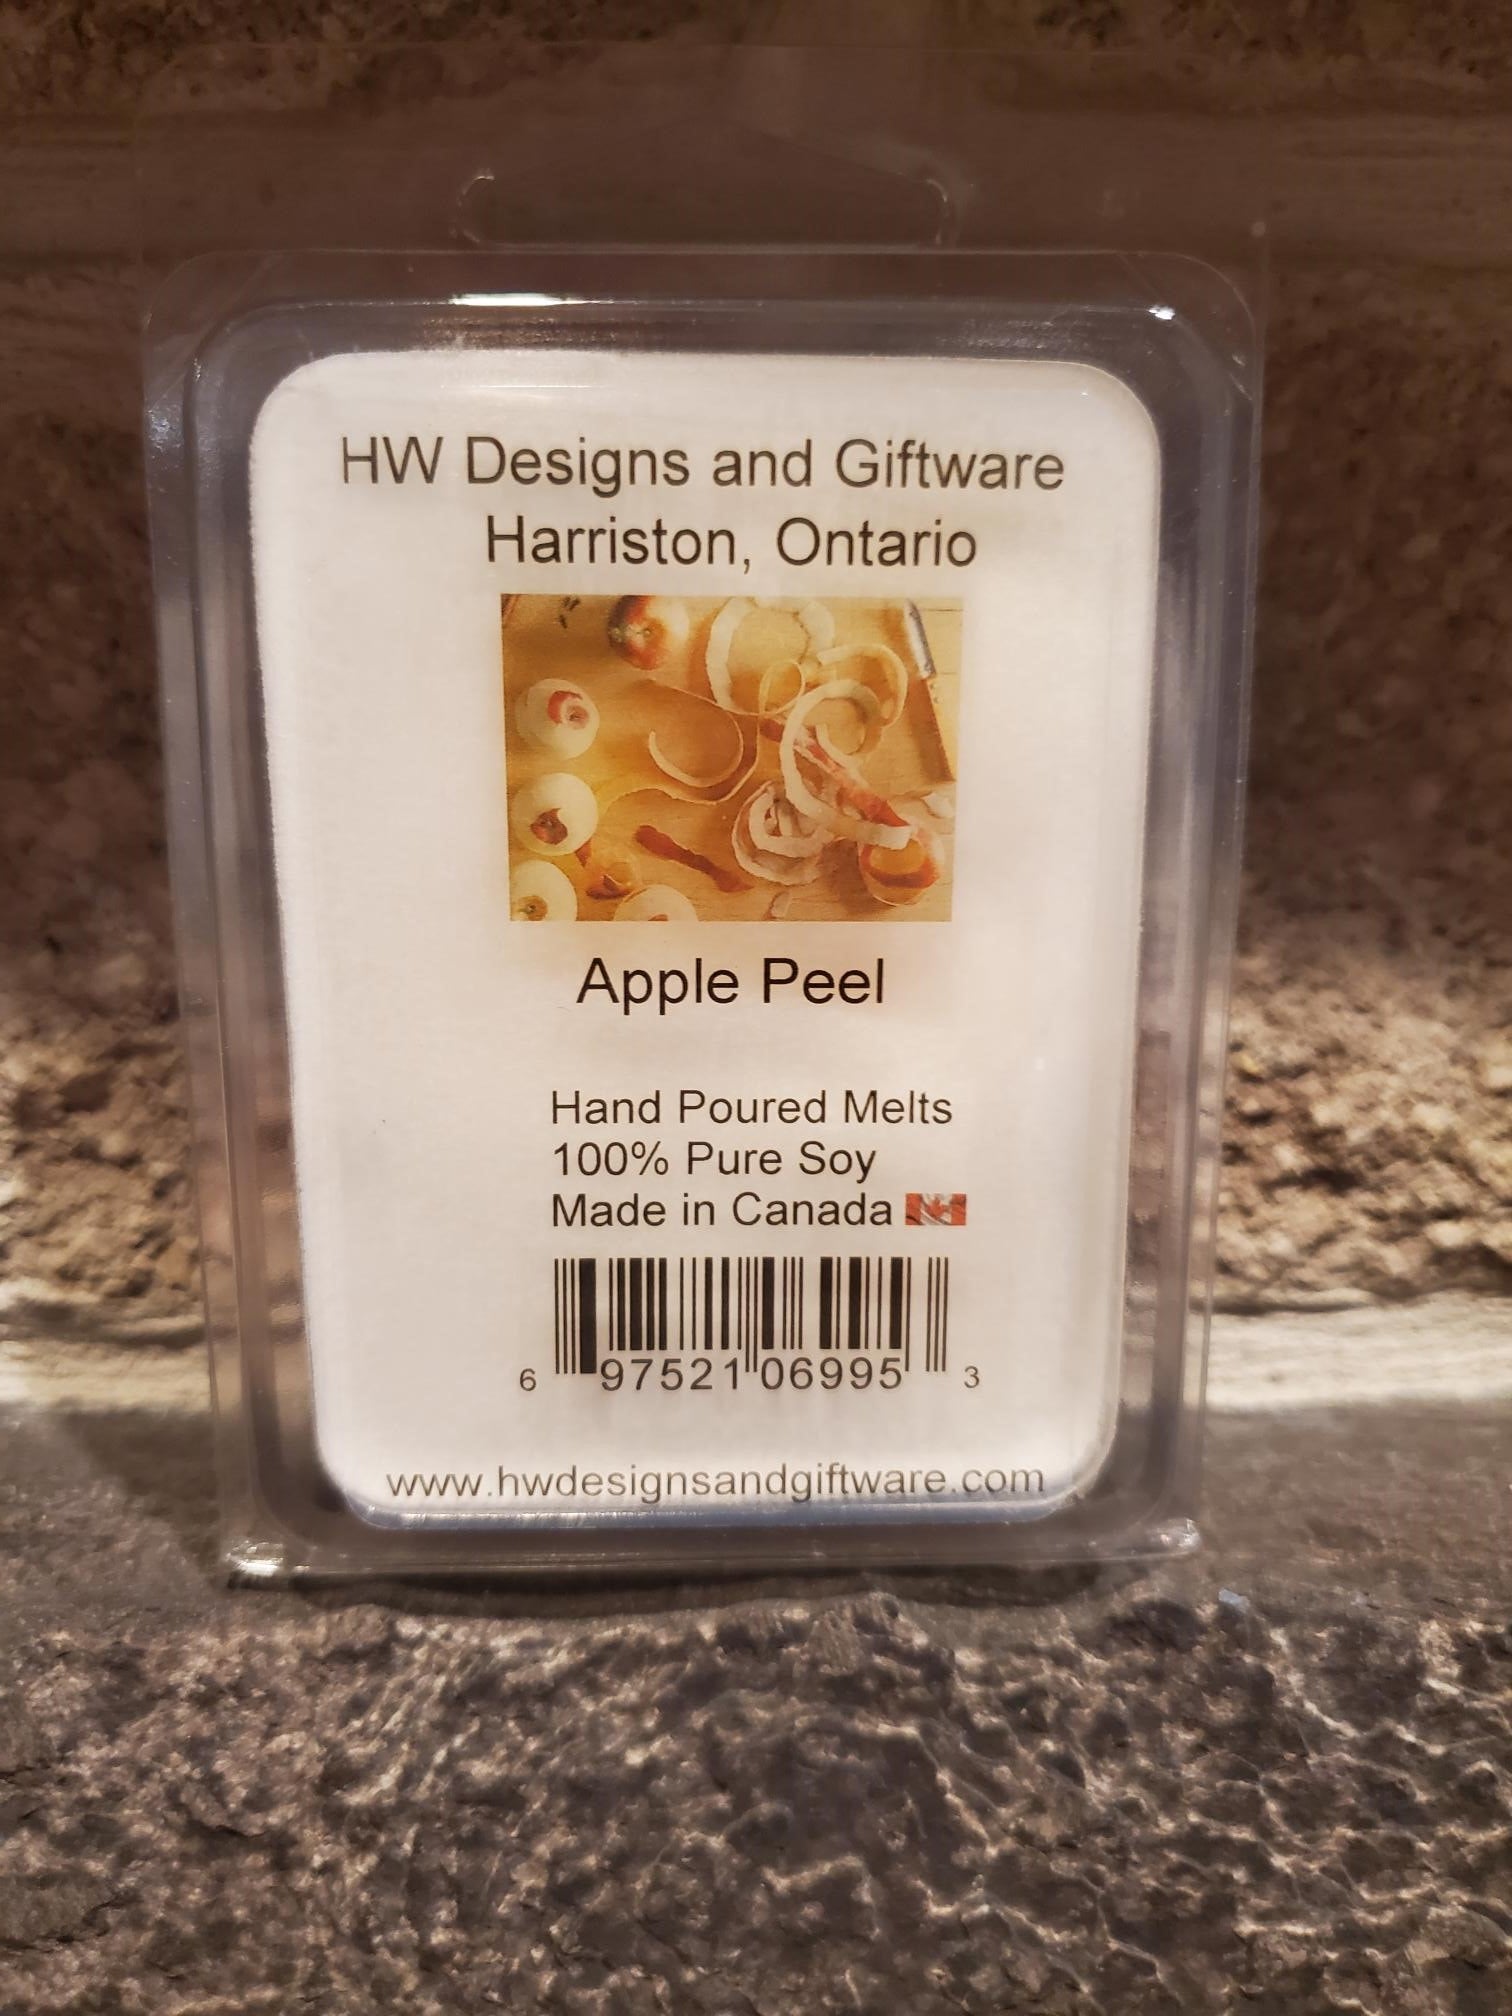 HW Designs and Giftware
Harriston, Ontario
Apple Peel
Hand Poured Melts
100% Pure Soy
Made in Canada
6 97521 06995 3
www.hwdesignsandgiftware.com